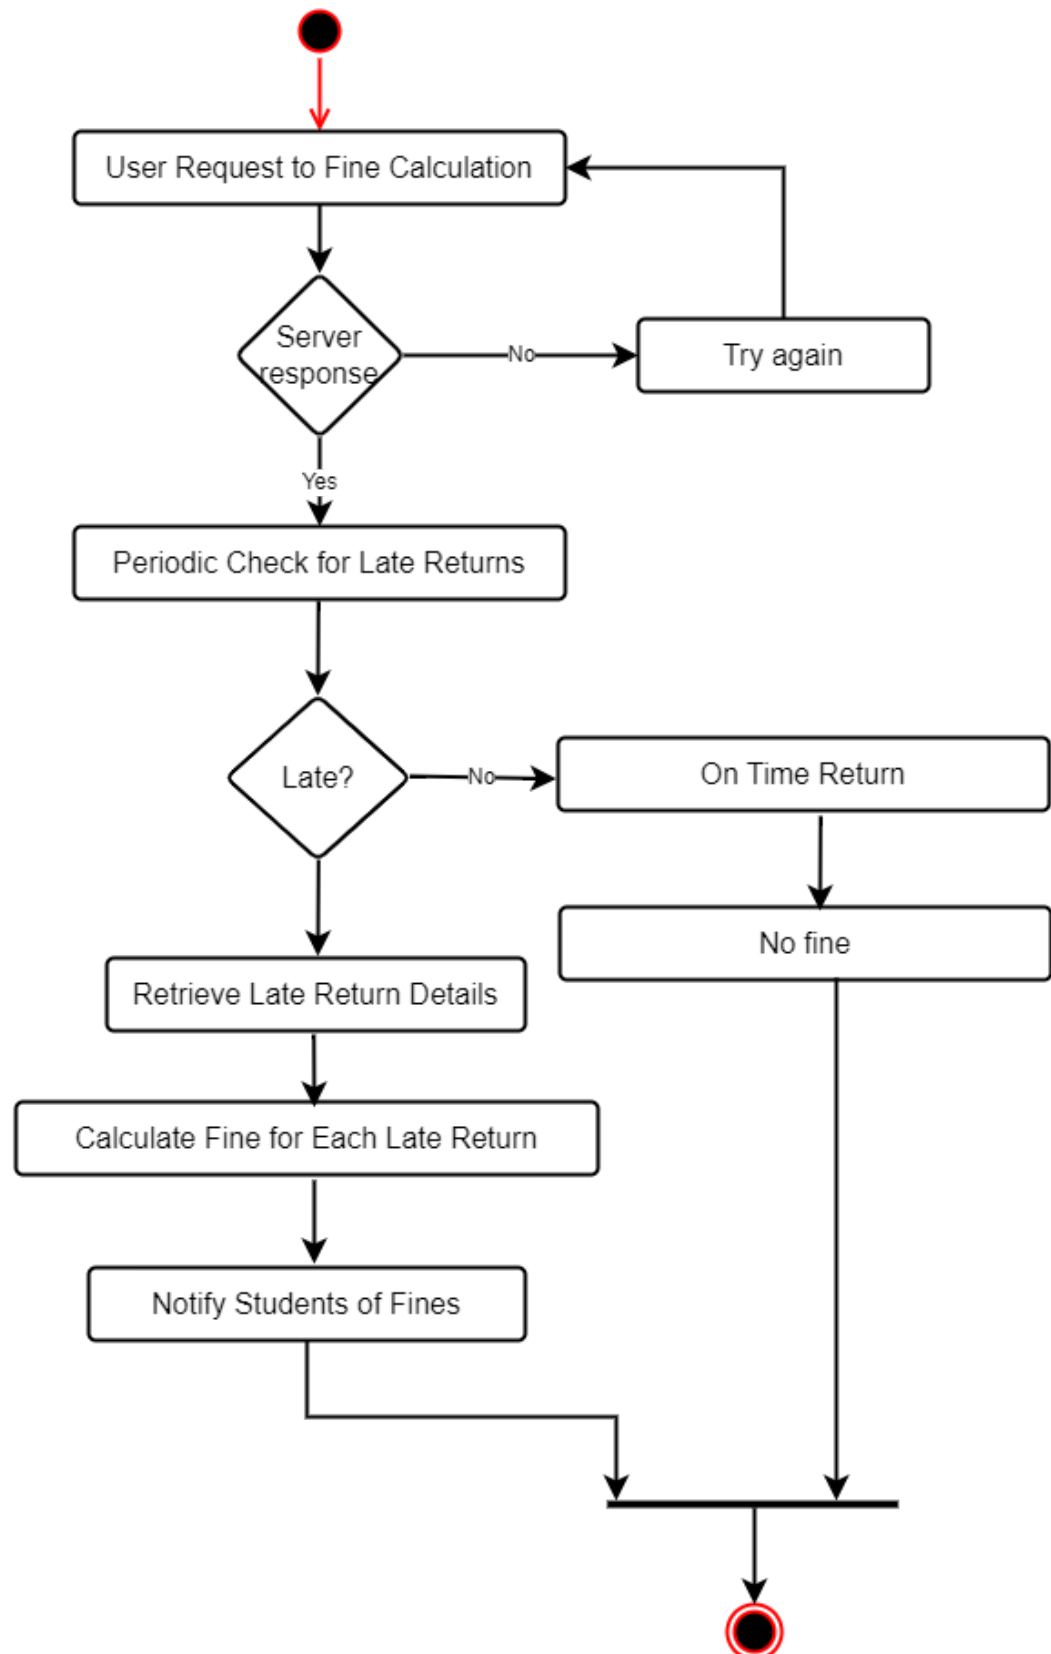 User Request to Fine Calculation
Server
response
No
Try again
Yes
Periodic Check for Late Returns
Late?
No
On Time Return
No fine
Retrieve Late Return Details
Calculate Fine for Each Late Return
Notify Students of Fines